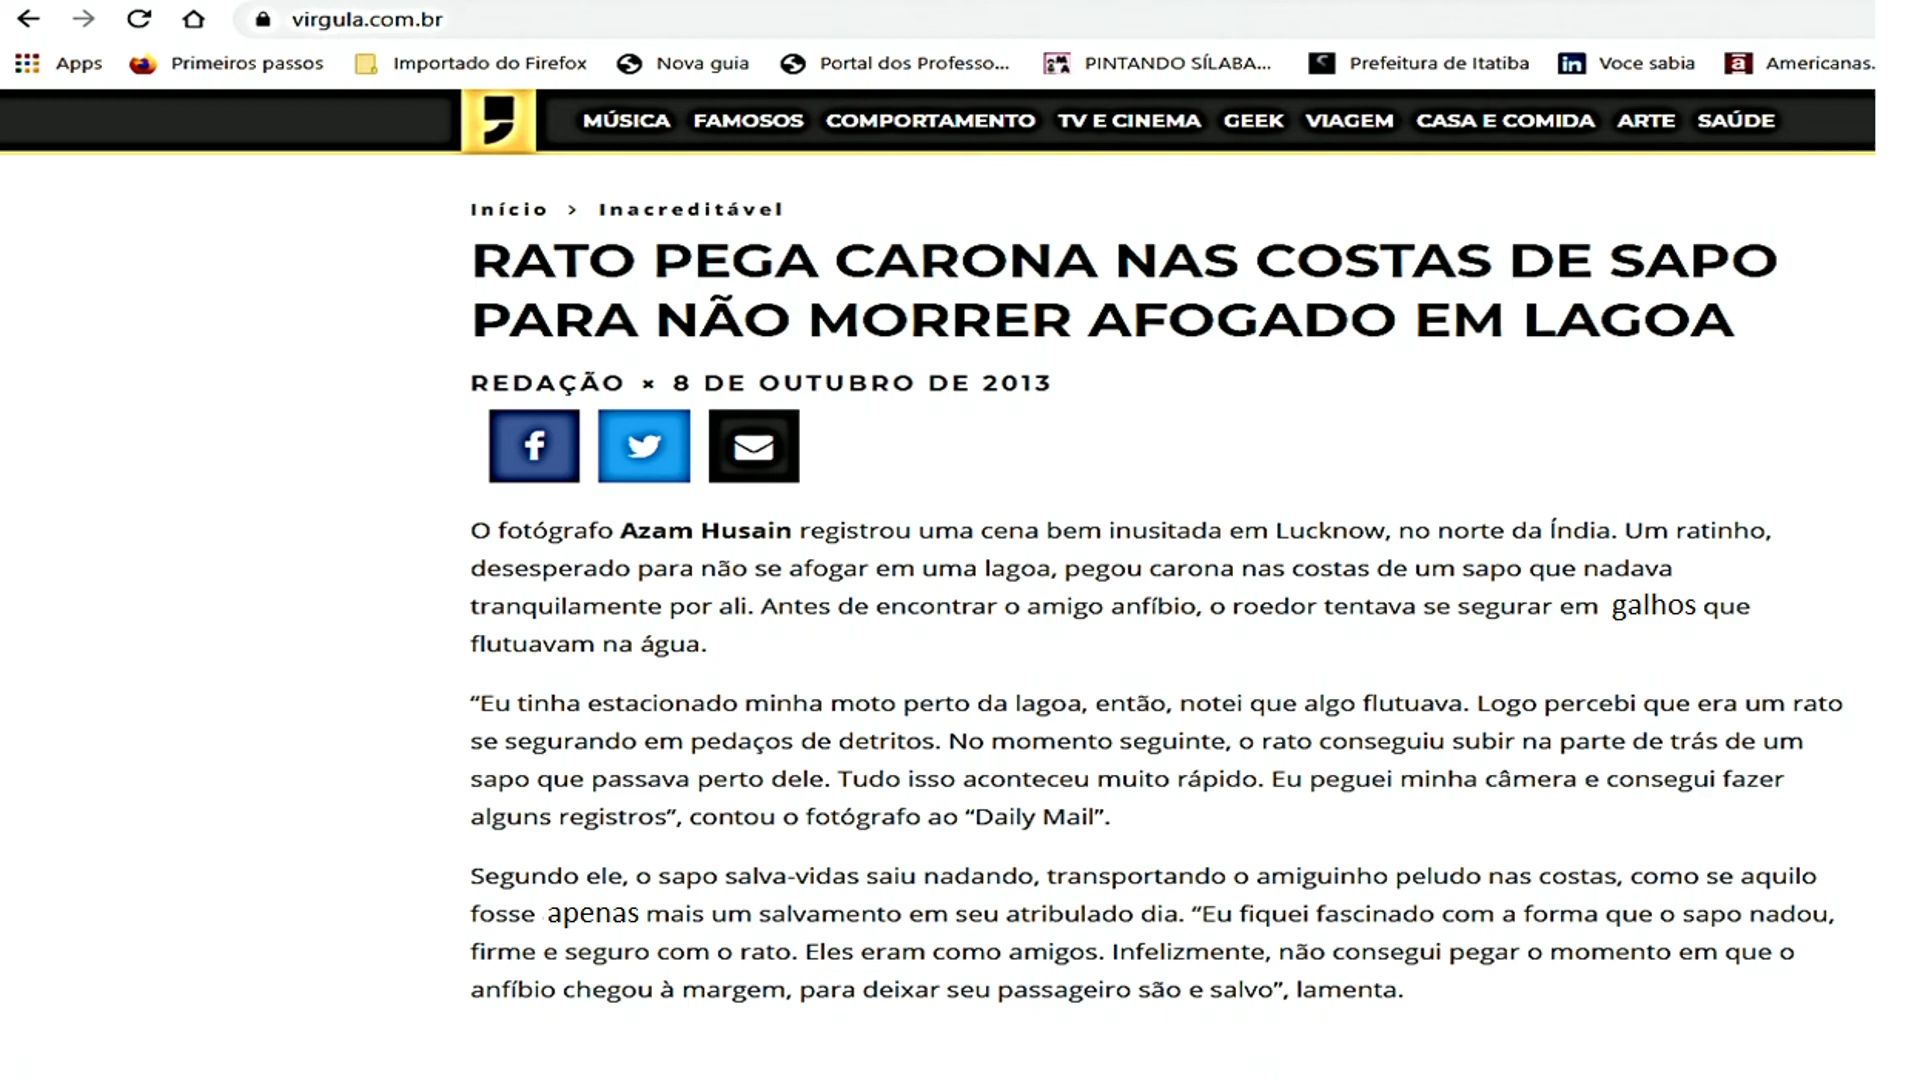 virgula.com.br
Apps Primeiros passos Importado do Firefox Nova guia Portal dos Professo... PINTANDO SÍLABA... Prefeitura de Itatiba in Voce sabia a Americanas.
MÚSICA FAMOSOS COMPORTAMENTO TV E CINEMA GEEK VIAGEM CASA E COMIDA ARTE SAÚDE
Início > Inacreditável
RATO PEGA CARONA NAS COSTAS DE SAPO
PARA NÃO MORRER AFOGADO EM LAGOA
REDAÇÃO × 8 DE OUTUBRO DE 2013
f
O fotógrafo Azam Husain registrou uma cena bem inusitada em Lucknow, no norte da Índia. Um ratinho,
desesperado para não se afogar em uma lagoa, pegou carona nas costas de um sapo que nadava
tranquilamente por ali. Antes de encontrar o amigo anfíbio, o roedor tentava se segurar em galhos que
flutuavam na água.
“Eu tinha estacionado minha moto perto da lagoa, então, notei que algo flutuava. Logo percebi que era um rato
se segurando em pedaços de detritos. No momento seguinte, o rato conseguiu subir na parte de trás de um
sapo que passava perto dele. Tudo isso aconteceu muito rápido. Eu peguei minha câmera e consegui fazer
alguns registros”, contou o fotógrafo ao “Daily Mail”.
Segundo ele, o sapo salva-vidas saiu nadando, transportando o amiguinho peludo nas costas, como se aquilo
fosse apenas mais um salvamento em seu atribulado dia. “Eu fiquei fascinado com a forma que o sapo nadou,
firme e seguro com o rato. Eles eram como amigos. Infelizmente, não consegui pegar o momento em que o
anfíbio chegou à margem, para deixar seu passageiro são e salvo”, lamenta.